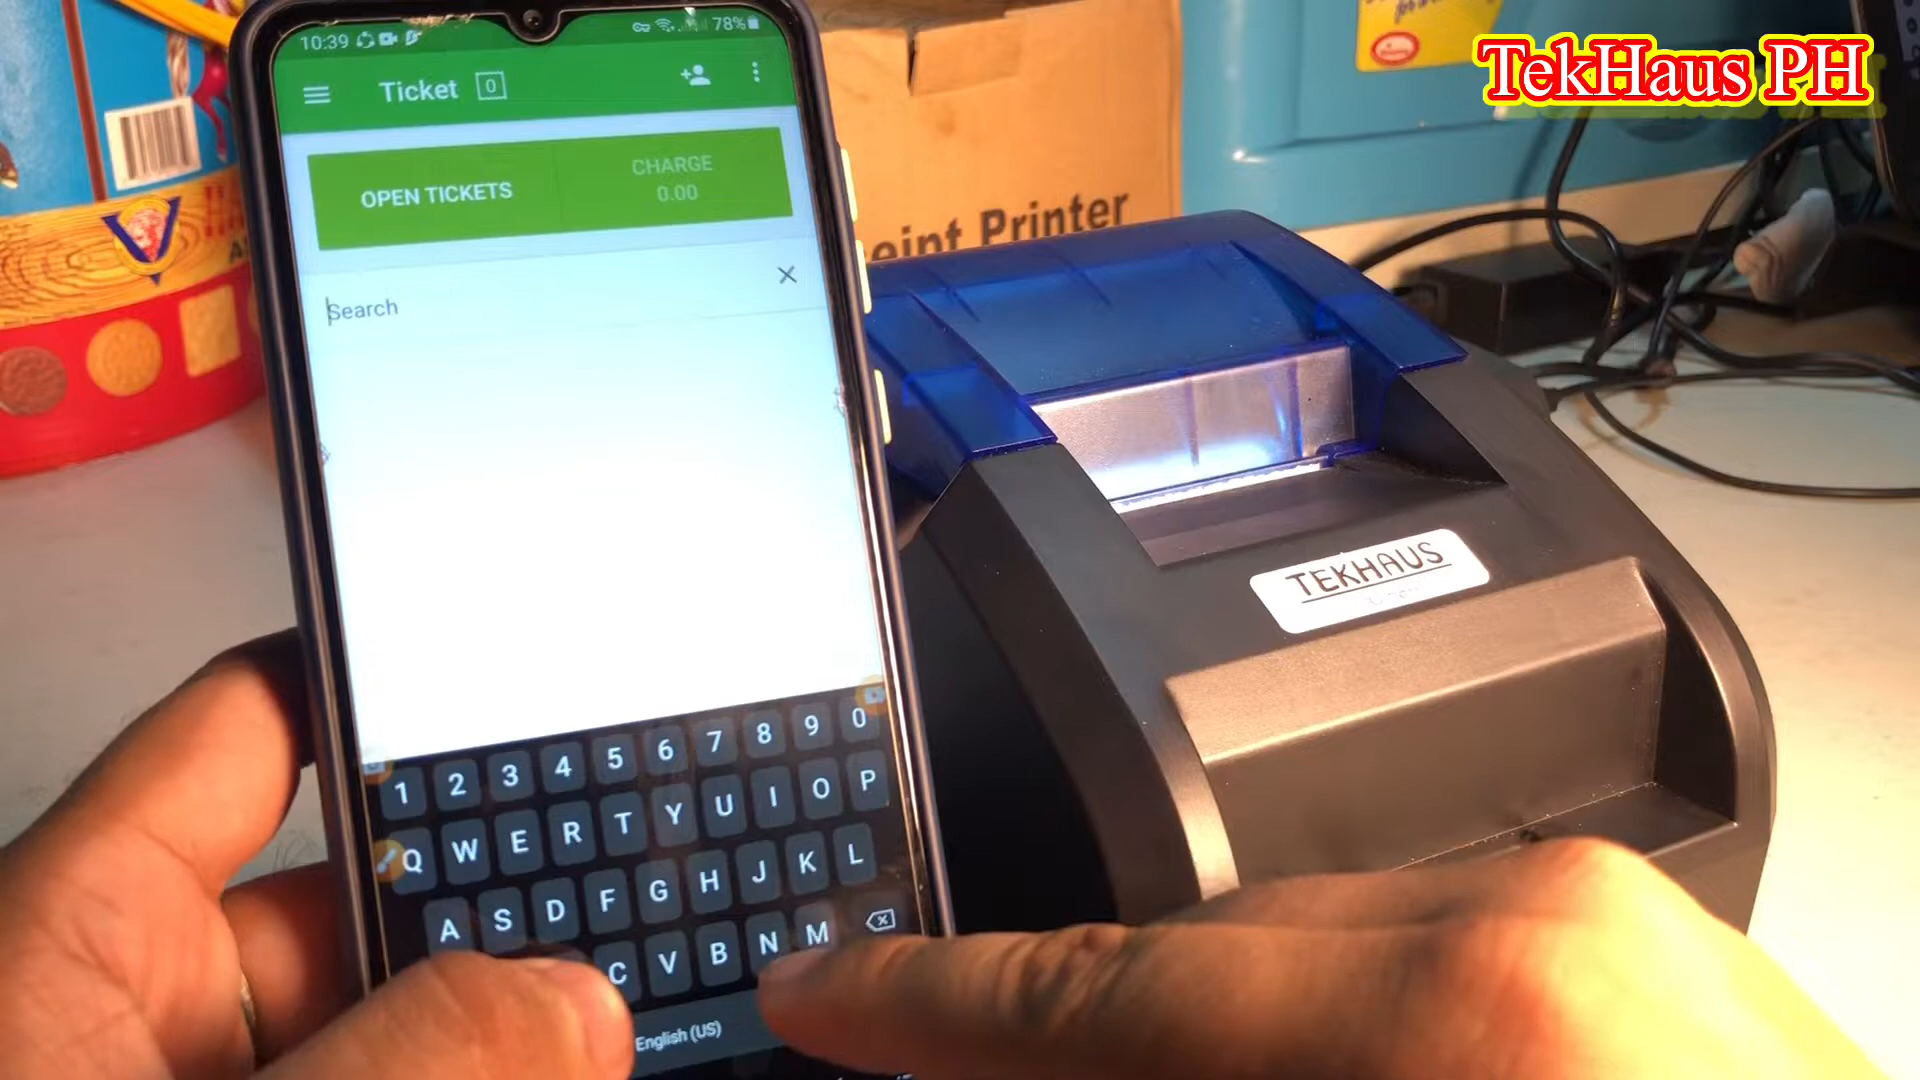 TekHaus PH
10:39
78%
Ticket 0
OPEN TICKETS
CHARGE
0.00
Search
1 2 3 4 5 6 7 8 9 0
Q W E R T Y U I O P
A S D F G H J K L
C V B N M
English (US)
Receipt Printer
TEKHAUS